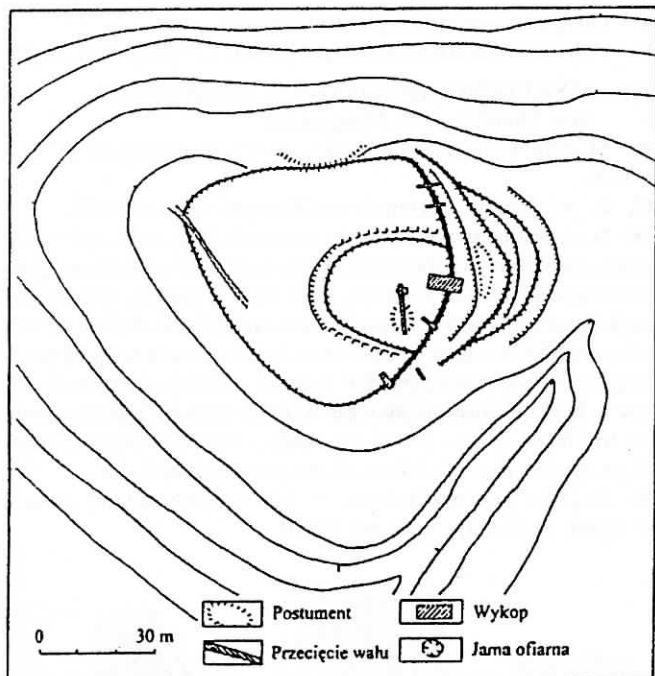 Postument
Wykop
0 30 m
Przecięcie wału
Jama ofiarna